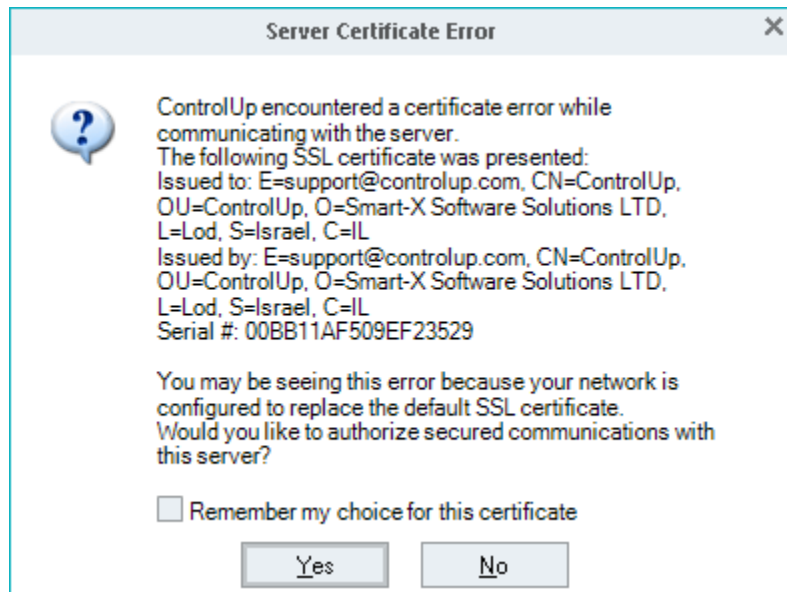 Server Certificate Error
ControlUp encountered a certificate error while
communicating with the server.
The following SSL certificate was presented:
Issued to: E=support@controlup.com, CN=ControlUp,
OU=ControlUp, O=Smart-X Software Solutions LTD,
L=Lod, S=Israel, C=IL
Issued by: E=support@controlup.com, CN=ControlUp,
OU=ControlUp, O=Smart-X Software Solutions LTD,
L=Lod, S=Israel, C=IL
Serial #: 00BB11AF509EF23529
You may be seeing this error because your network is
configured to replace the default SSL certificate.
Would you like to authorize secured communications with
this server?
Remember my choice for this certificate
Yes No